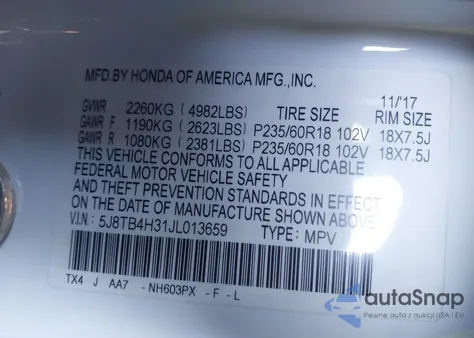 MFD.BY HONDA OF AMERICA MFG.,INC. 11/17
GVWR 2260KG (4982LBS) TIRE SIZE RIM SIZE
GAWR F 1190KG (2623LBS) P235/60R18 102V 18X7.5J
GAWR R 1080KG (2381LBS) P235/60R18 102V 18X7.5J
THIS VEHICLE CONFORMS TO ALL APPLICABLE
FEDERAL MOTOR VEHICLE SAFETY
AND THEFT PREVENTION STANDARDS IN EFFECT
ON THE DATE OF MANUFACTURE SHOWN ABOVE.
V.I.N: 5J8TB4H31JL013659 TYPE: MPV
TX4 J AA7 -NH603PX -F -L
autoSnap
Pewne auta z aukcji USA i EU